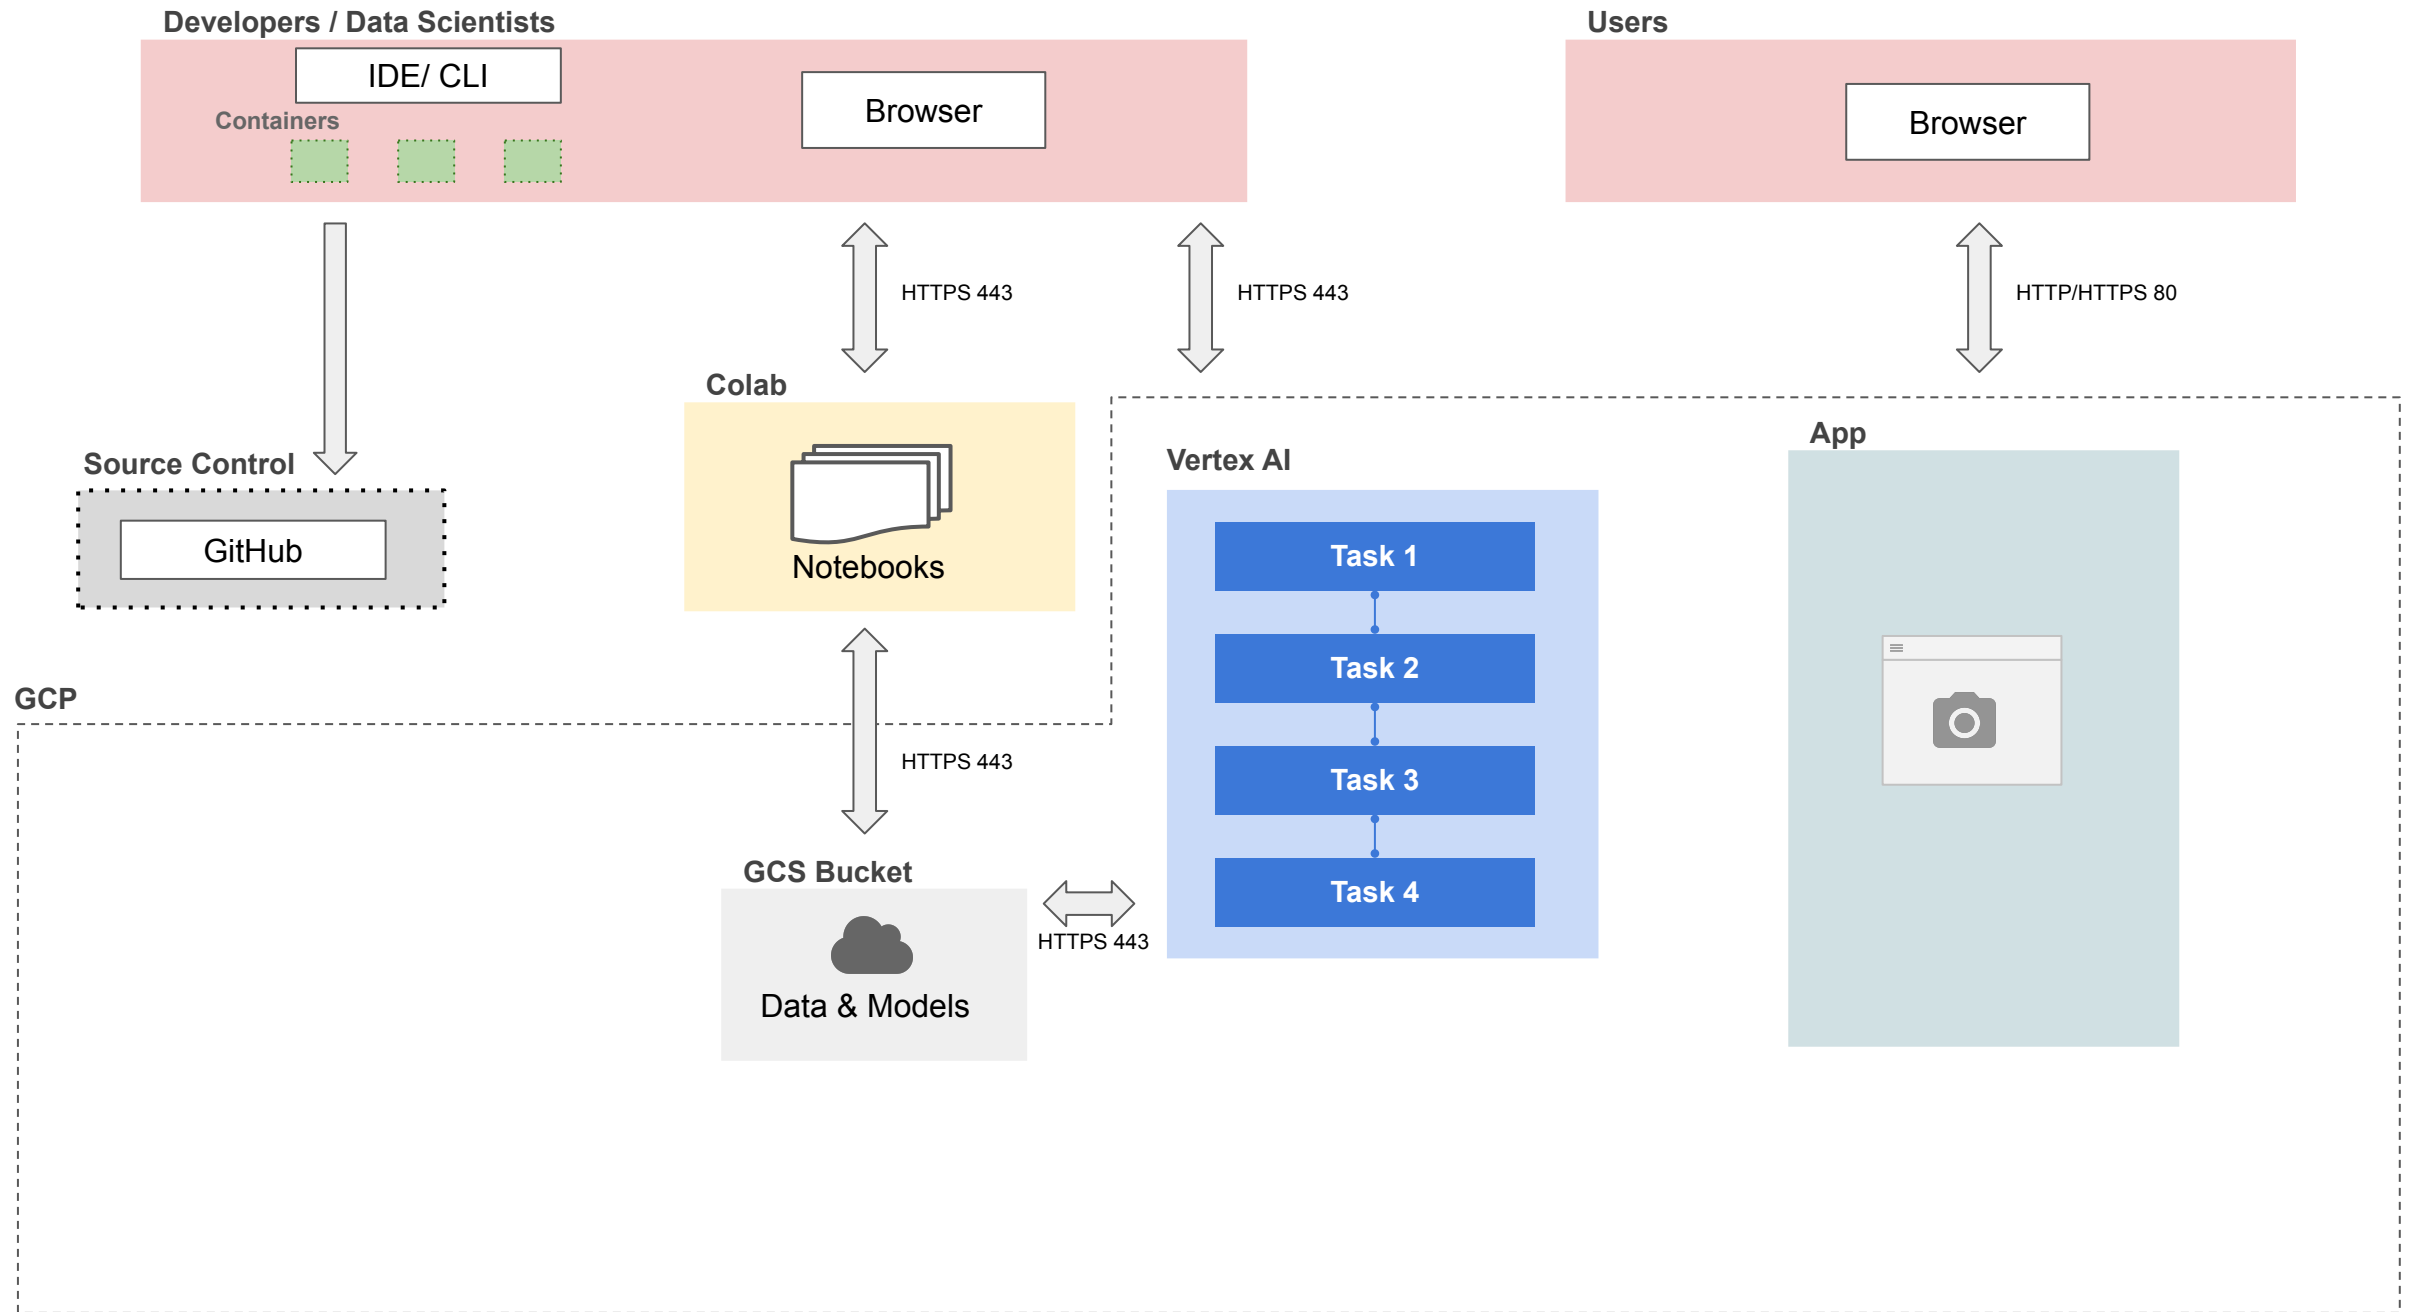 Developers / Data Scientists
Users
IDE/ CLI
Browser
Browser
Containers
HTTPS 443
HTTPS 443
HTTP/HTTPS 80
Colab
Source Control
GitHub
Notebooks
Vertex AI
App
Task 1
Task 2
Task 3
Task 4
GCP
HTTPS 443
GCS Bucket
Data & Models
HTTPS 443